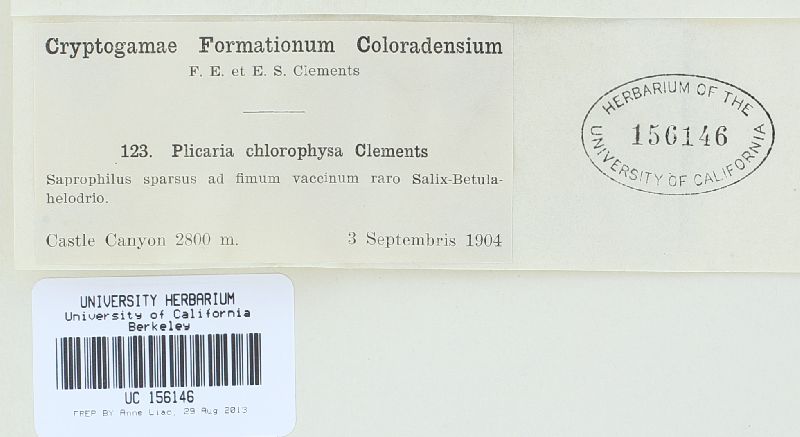 Cryptogamae Formationum Coloradensium
F. E. et E. S. Clements
123. Plicaria chlorophysa Clements
Saprophilus sparsus ad fimum vaccinum raro Salix-Betula-
helodrio.
Castle Canyon 2800 m. 3 Septembris 1904
HERBARIUM OF THE
156146
UNIVERSITY OF CALIFORNIA
UNIVERSITY HERBARIUM
University of California
Berkeley
UC 156146
PREP BY Anne Liao, 29 Aug 2013